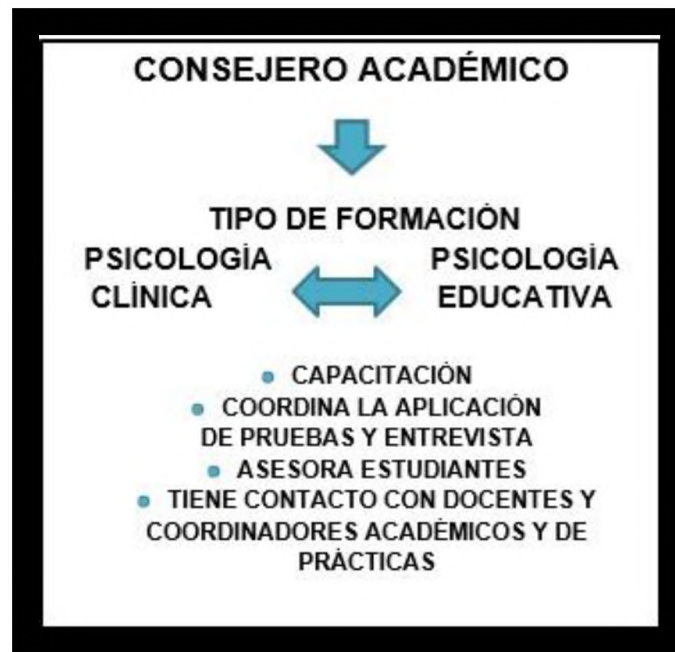 CONSEJERO ACADÉMICO
TIPO DE FORMACIÓN
PSICOLOGÍA CLÍNICA
PSICOLOGÍA EDUCATIVA
• CAPACITACIÓN
• COORDINA LA APLICACIÓN
DE PRUEBAS Y ENTREVISTA
• ASESORA ESTUDIANTES
• TIENE CONTACTO CON DOCENTES Y
COORDINADORES ACADÉMICOS Y DE
PRÁCTICAS